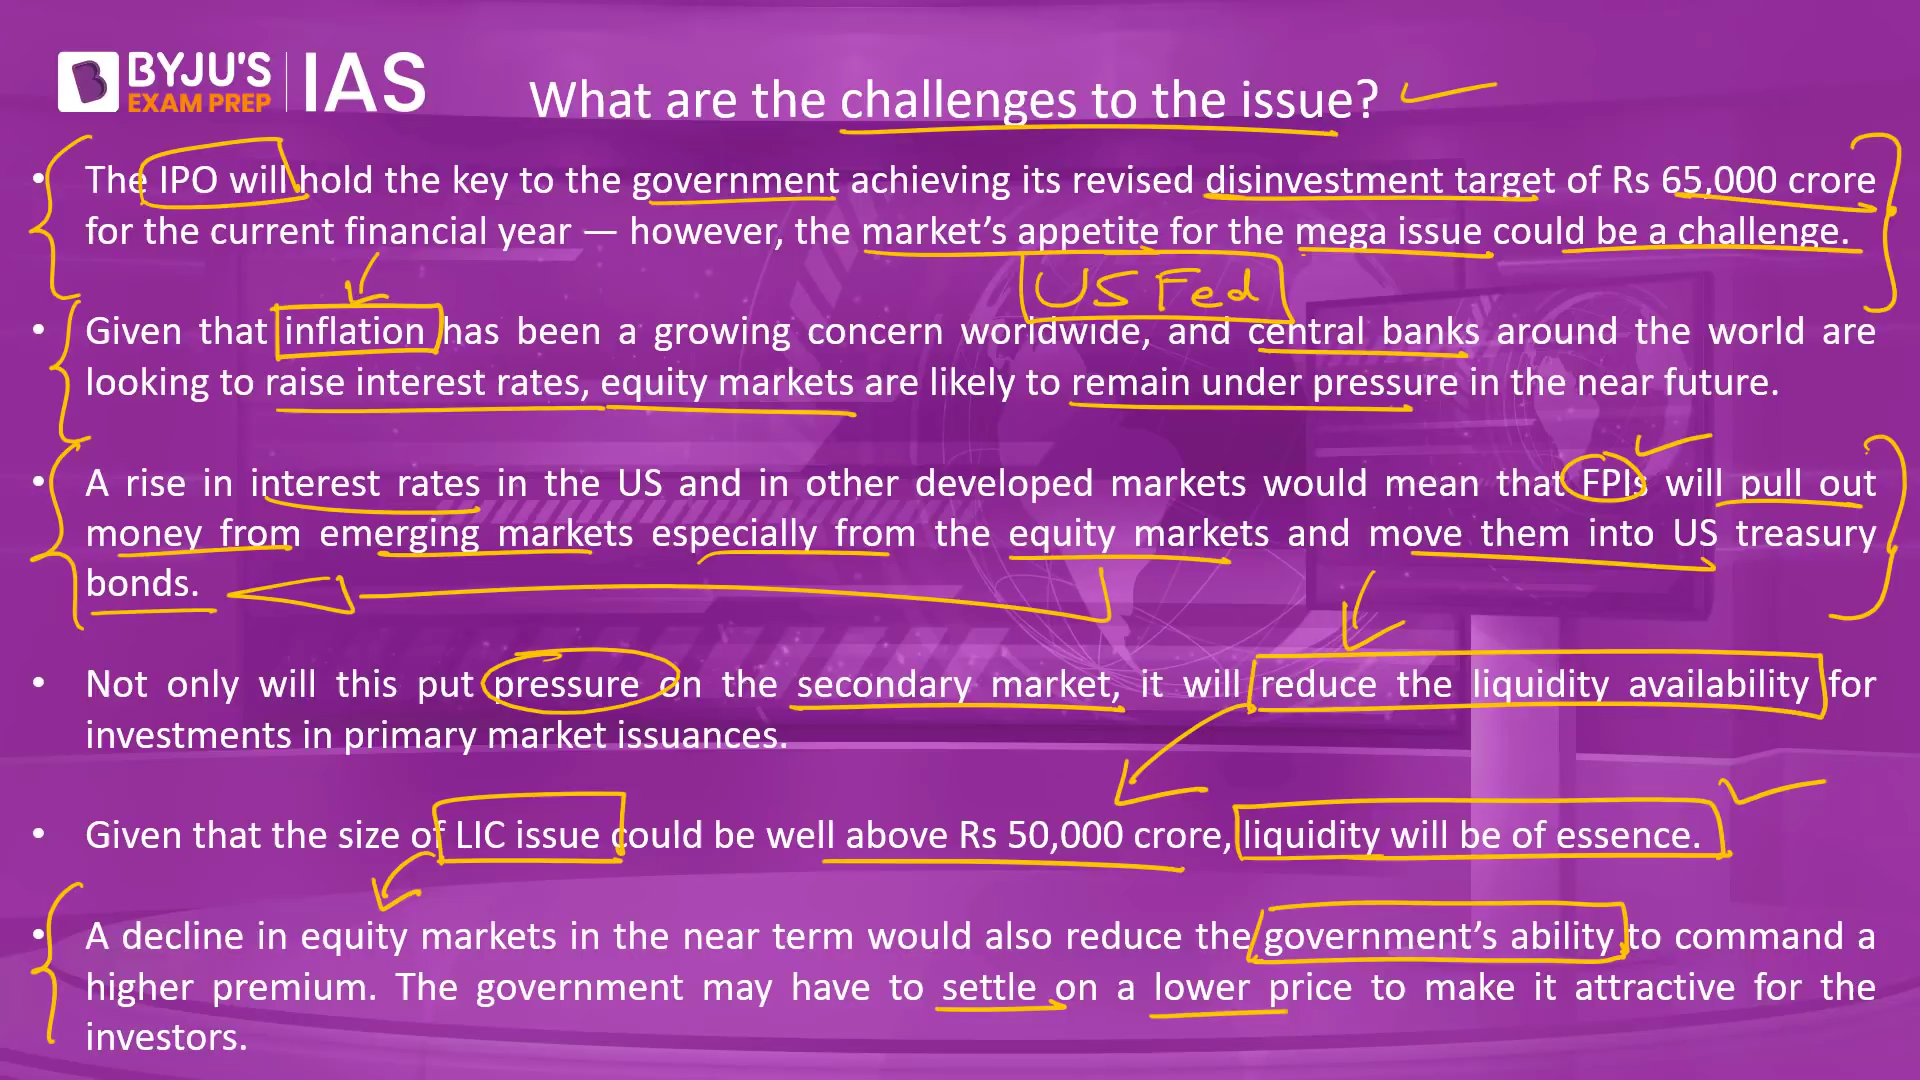 BYJU'S
EXAM PREP
IAS
What are the challenges to the issue?
• The IPO will hold the key to the government achieving its revised disinvestment target of Rs 65,000 crore
for the current financial year — however, the market's appetite for the mega issue could be a challenge.
US Fed
• Given that inflation has been a growing concern worldwide, and central banks around the world are
looking to raise interest rates, equity markets are likely to remain under pressure in the near future.
• A rise in interest rates in the US and in other developed markets would mean that FPIs will pull out
money from emerging markets especially from the equity markets and move them into US treasury
bonds.
• Not only will this put pressure on the secondary market, it will reduce the liquidity availability for
investments in primary market issuances.
• Given that the size of LIC issue could be well above Rs 50,000 crore, liquidity will be of essence.
• A decline in equity markets in the near term would also reduce the government's ability to command a
higher premium. The government may have to settle on a lower price to make it attractive for the
investors.